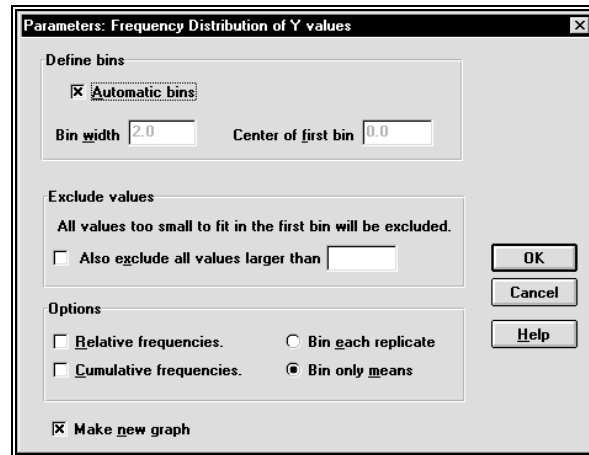 Parameters: Frequency Distribution of Y values
Define bins
Automatic bins
Bin width 2.0 Center of first bin 0.0
Exclude values
All values too small to fit in the first bin will be excluded.
Also exclude all values larger than
OK
Cancel
Help
Options
Relative frequencies. Bin each replicate
Cumulative frequencies. Bin only means
Make new graph